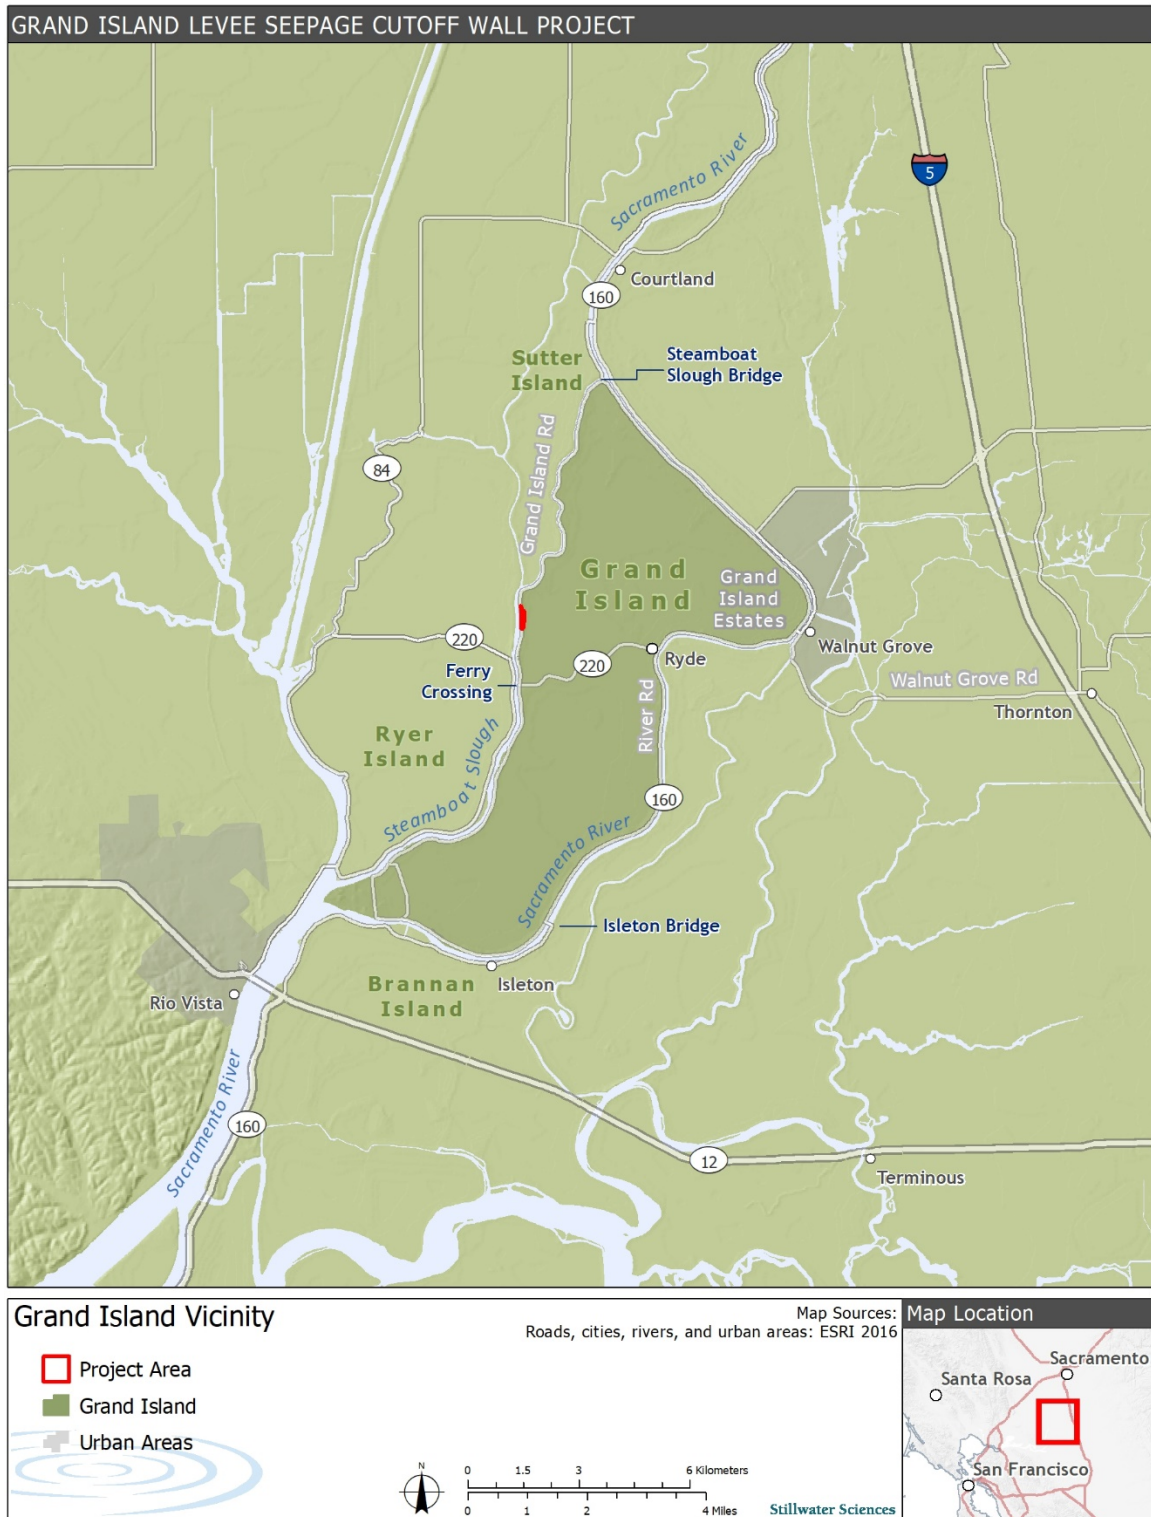 GRAND ISLAND LEVEE SEEPAGE CUTOFF WALL PROJECT
5
Sacramento River
Courtland
160
Sutter
Island
Steamboat
Slough Bridge
84
Grand Island Rd
Grand
Island
Grand
Island
Estates
220
Ferry
Crossing
220
Ryde
Walnut Grove
Walnut Grove Rd
Thornton
River Rd
Ryer
Island
Steamboat Slough
160
Sacramento River
Isleton Bridge
Isleton
Brannan
Island
Rio Vista
Sacramento River
160
12
Terminous
Grand Island Vicinity
Project Area
Grand Island
Urban Areas
Map Sources:
Roads, cities, rivers, and urban areas: ESRI 2016
N
0 1.5 3 6 Kilometers
0 1 2 4 Miles
Stillwater Sciences
Map Location
Sacramento
Santa Rosa
San Francisco